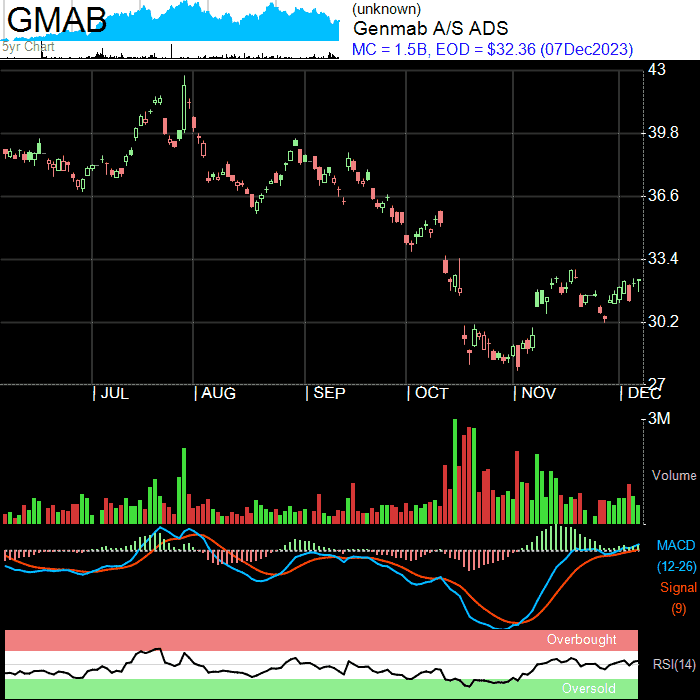 GMAB
5yr Chart
(unknown)
Genmab A/S ADS
MC = 1.5B, EOD = $32.36 (07Dec2023)
43
39.8
36.6
33.4
30.2
27
JUL
AUG
SEP
OCT
NOV
DEC
3M
Volume
MACD
(12-26)
Signal
(9)
Overbought
RSI(14)
Oversold